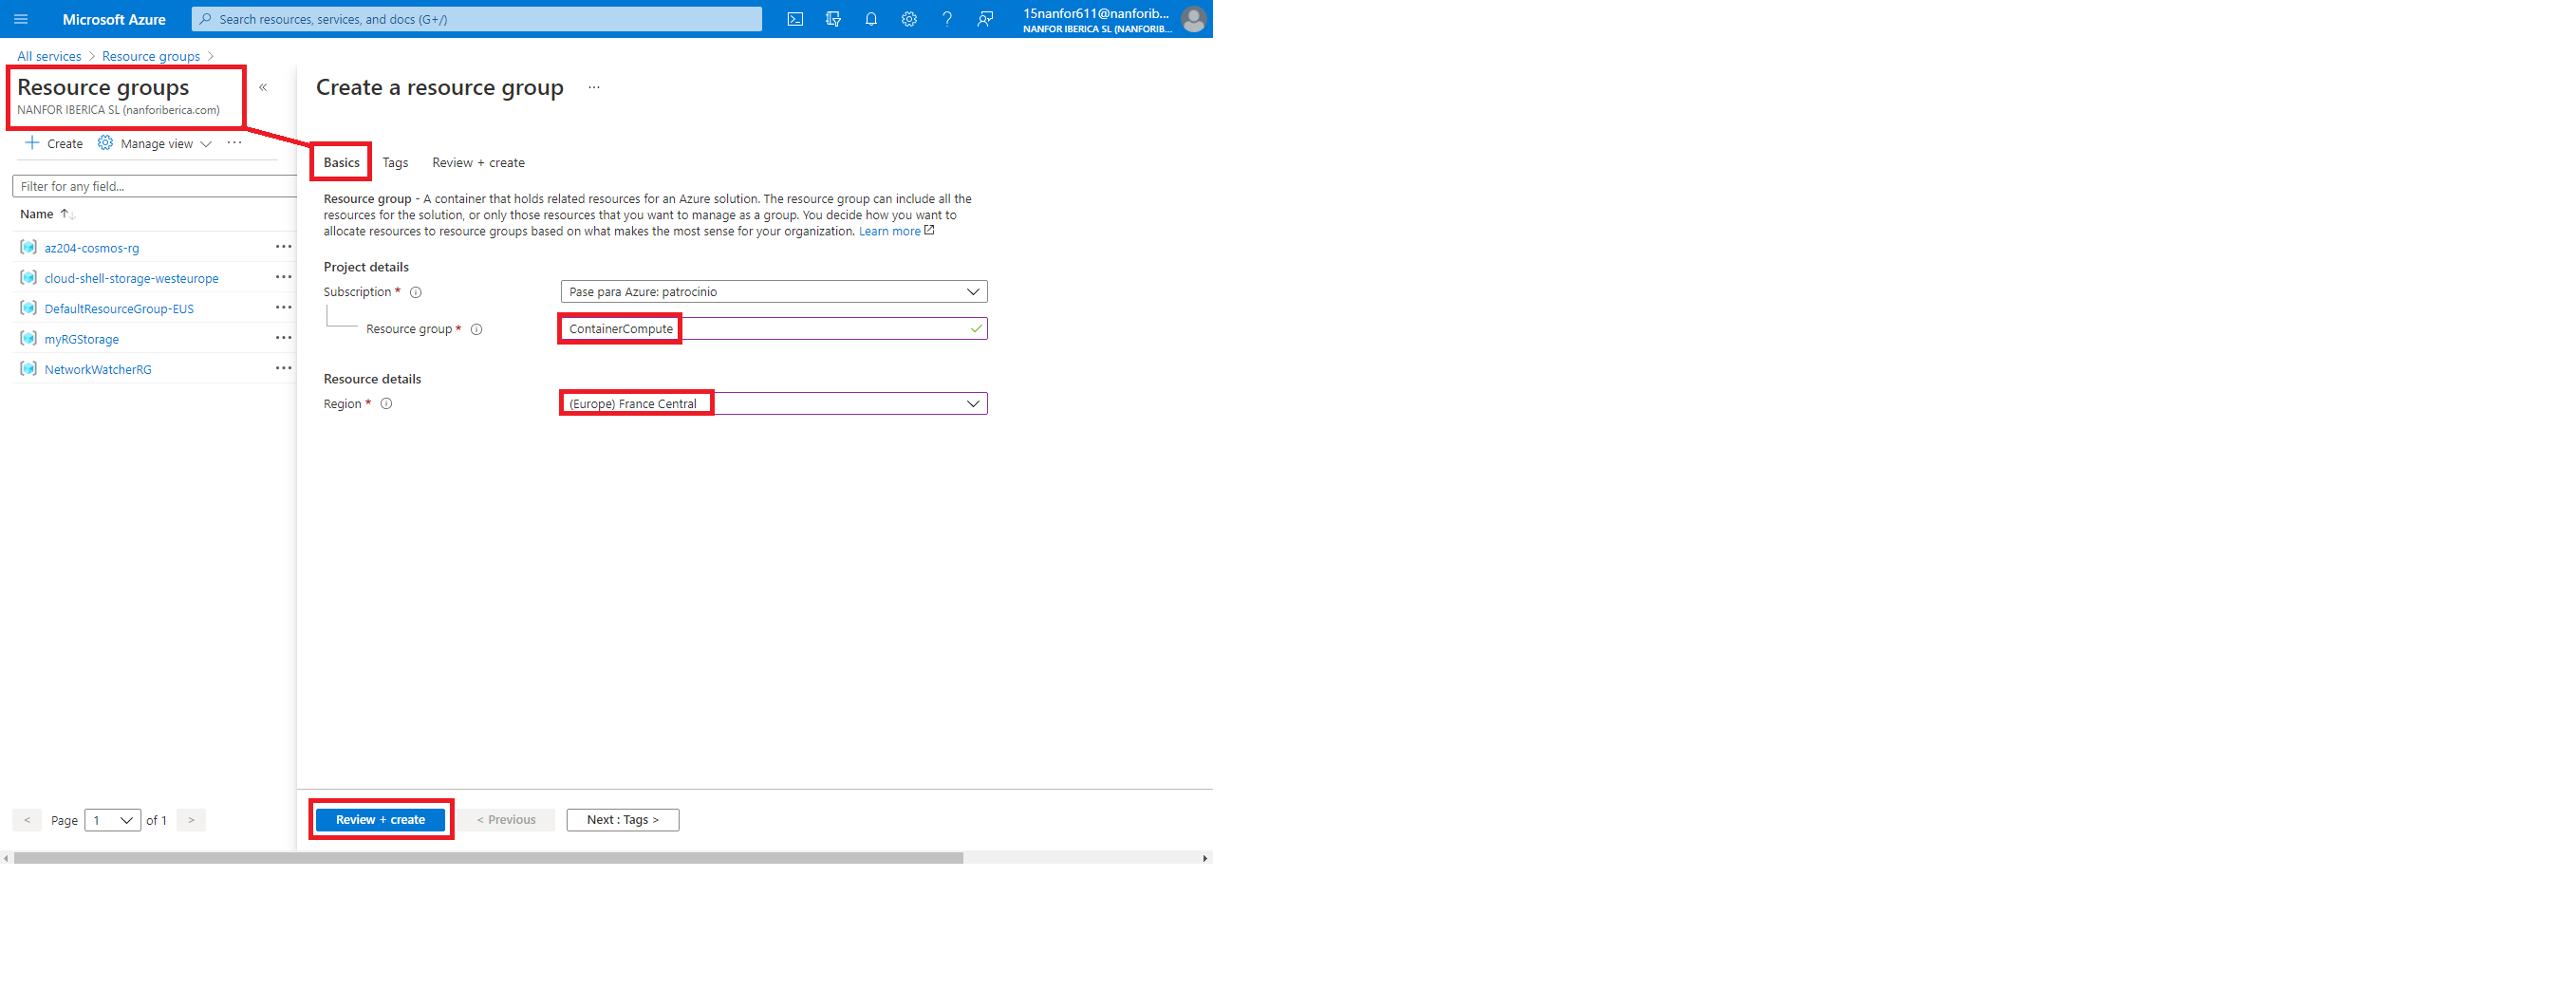 Microsoft Azure
Search resources, services, and docs (G+/)
15nanfor611@nanforib...
NANFOR IBERICA SL (NANFORIB...
All services > Resource groups >
Resource groups
NANFOR IBERICA SL (nanforiberica.com)
Create Manage view ...
Filter for any field...
Name
az204-cosmos-rg
cloud-shell-storage-westeurope
DefaultResourceGroup-EUS
myRGStorage
NetworkWatcherRG
< Page 1 of 1 >
Create a resource group ...
Basics Tags Review + create
Resource group - A container that holds related resources for an Azure solution. The resource group can include all the
resources for the solution, or only those resources that you want to manage as a group. You decide how you want to
allocate resources to resource groups based on what makes the most sense for your organization. Learn more
Project details
Subscription * Pase para Azure: patrocinio
Resource group * ContainerCompute
Resource details
Region * (Europe) France Central
Review + create < Previous Next : Tags >